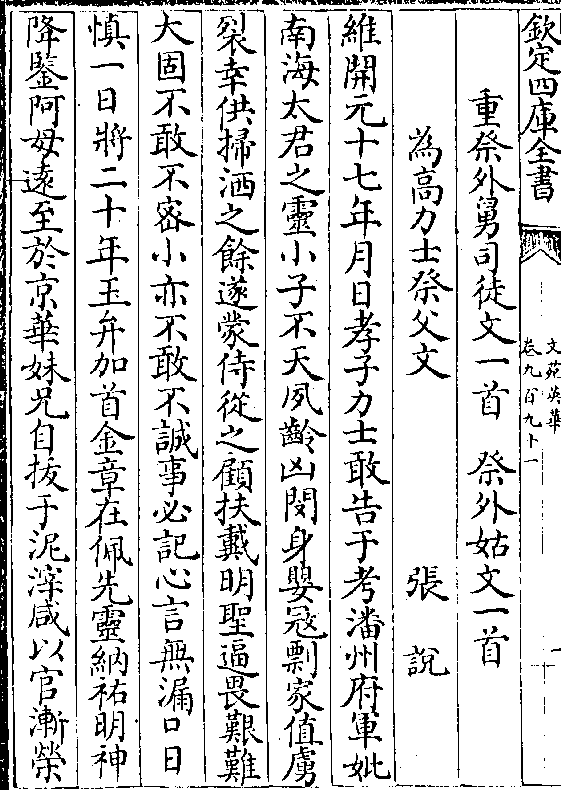 欽定四庫全書
文苑英華
卷九百九十一
重祭外舅司徒文一首　祭外姑文一首
為高力士祭父文　張說
維開元十七年月日孝子力士敢告于考潘州府軍妣
南海太君之靈小子不天夙齡凶閔身嬰寇剽家值虜
裂幸供掃洒之餘遂蒙侍從之顧扶戴明聖逼畏艱難
大固不敢不密小亦不敢不誠事必記心言無漏口日
慎一日將二十年玉弁加首金章在佩先靈納祐明神
降鑒阿母遠至於京華妹兄自拔于泥滓咸以官漸榮